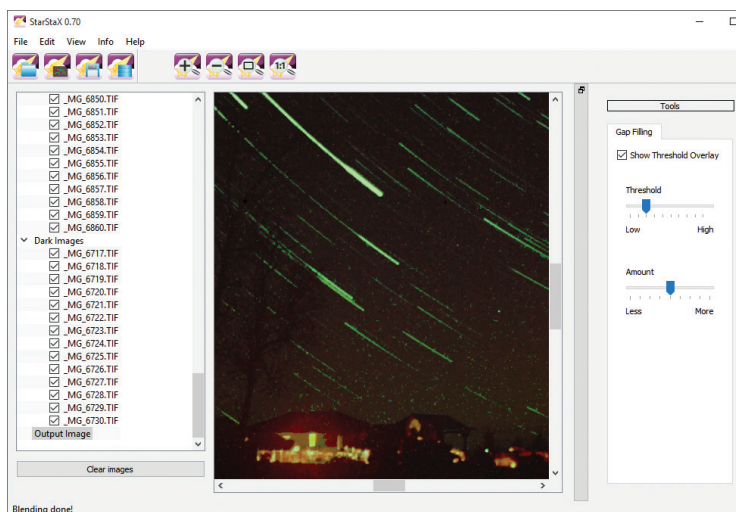 StarStaX 0.70
File Edit View Info Help
1:1
_MG_6850.TIF
_MG_6851.TIF
_MG_6852.TIF
_MG_6853.TIF
_MG_6854.TIF
_MG_6855.TIF
_MG_6856.TIF
_MG_6857.TIF
_MG_6858.TIF
_MG_6859.TIF
_MG_6860.TIF
Dark Images
_MG_6717.TIF
_MG_6718.TIF
_MG_6719.TIF
_MG_6720.TIF
_MG_6721.TIF
_MG_6722.TIF
_MG_6723.TIF
_MG_6724.TIF
_MG_6725.TIF
_MG_6726.TIF
_MG_6727.TIF
_MG_6728.TIF
_MG_6729.TIF
_MG_6730.TIF
Output Image
Clear images
Blending done!
Tools
Gap Filling
Show Threshold Overlay
Threshold
Low High
Amount
Less More